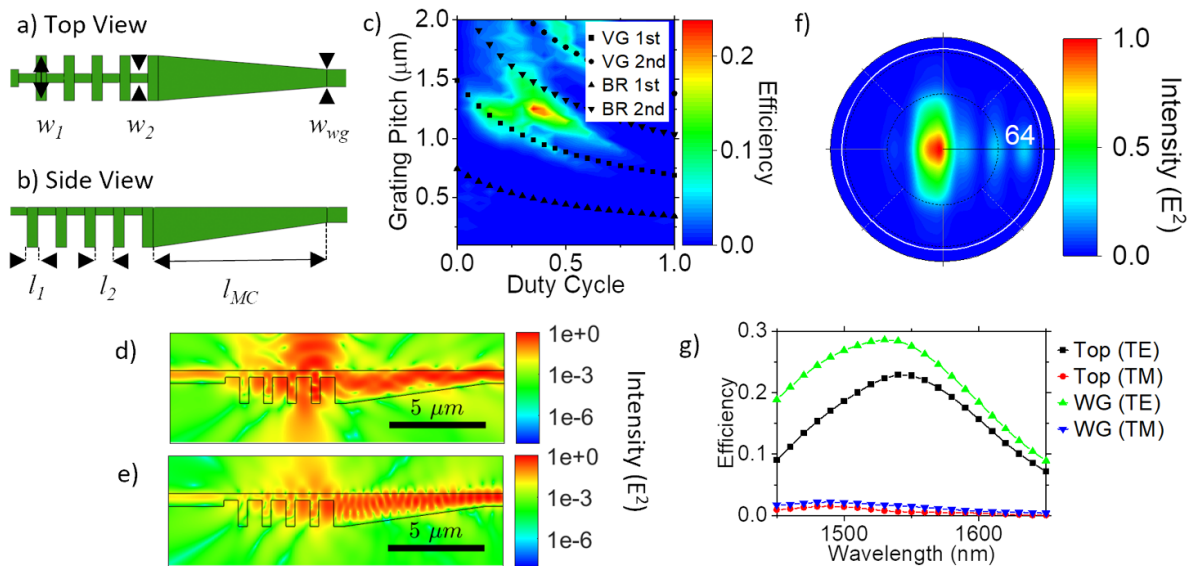 a) Top View
w1
w2
wwg
b) Side View
l1
l2
lMC
c)
Grating Pitch (μm)
2.0
1.5
1.0
0.5
0.0
0.5
1.0
Duty Cycle
VG 1st
VG 2nd
BR 1st
BR 2nd
0.2
0.1
0.0
Efficiency
f)
64
1.0
0.5
0.0
Intensity (E2)
d)
5 μm
1e+0
1e-3
1e-6
e)
5 μm
1e+0
1e-3
1e-6
Intensity (E2)
g)
Efficiency
0.3
0.2
0.1
0.0
1500
1600
Wavelength (nm)
Top (TE)
Top (TM)
WG (TE)
WG (TM)